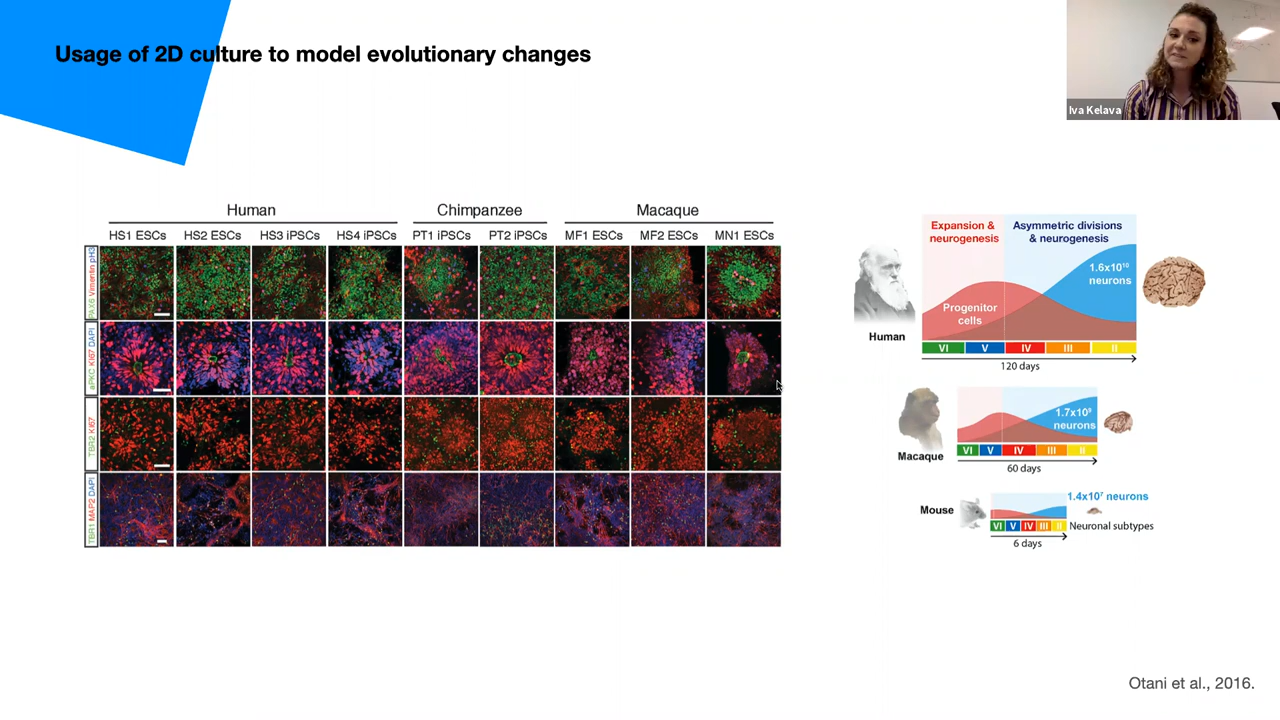 Usage of 2D culture to model evolutionary changes
Iva Kelava
Human
Chimpanzee
Macaque
HS1 ESCs
HS2 ESCs
HS3 iPSCs
HS4 iPSCs
PT1 iPSCs
PT2 iPSCs
MF1 ESCs
MF2 ESCs
MN1 ESCs
PAX6 Vimentin pH3
aPKC KI67 DAPI
TBR2 KI67
TBR1 MAP2 DAPI
Expansion &
neurogenesis
Asymmetric divisions
& neurogenesis
1.6x10¹⁰
neurons
Progenitor
cells
Human
VI
V
IV
III
II
120 days
1.7x10⁹
neurons
Macaque
VI
V
IV
III
II
60 days
1.4x10⁷ neurons
Mouse
VI
V
IV
III
II
Neuronal subtypes
6 days
Otani et al., 2016.